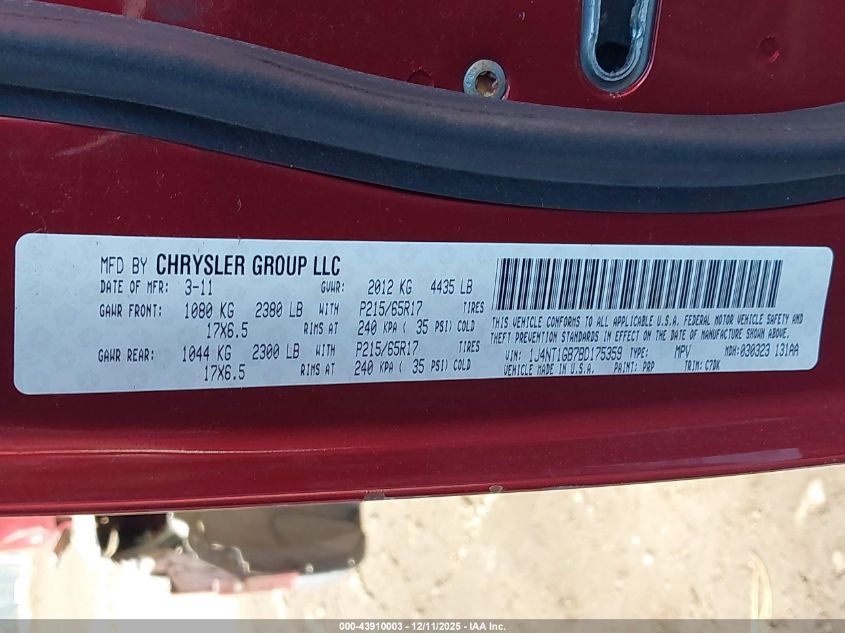 MFD BY CHRYSLER GROUP LLC
DATE OF MFR: 3-11 GVWR: 2012 KG 4435 LB
GAWR FRONT: 1080 KG 2380 LB WITH P215/65R17 TIRES
17X6.5 RIMS AT 240 KPA ( 35 PSI) COLD
GAWR REAR: 1044 KG 2300 LB WITH P215/65R17 TIRES
17X6.5 RIMS AT 240 KPA ( 35 PSI) COLD
THIS VEHICLE CONFORMS TO ALL APPLICABLE U.S.A. FEDERAL MOTOR VEHICLE SAFETY AND
THEFT PREVENTION STANDARDS IN EFFECT ON THE DATE OF MANUFACTURE SHOWN ABOVE.
VIN: 1J4NT1GB7BD175359 TYPE: MPV MDH: 030323 131AA
VEHICLE MADE IN U.S.A. PAINT: PRP TRIM: C7DK
000-43910003 - 12/11/2025 - IAA Inc.